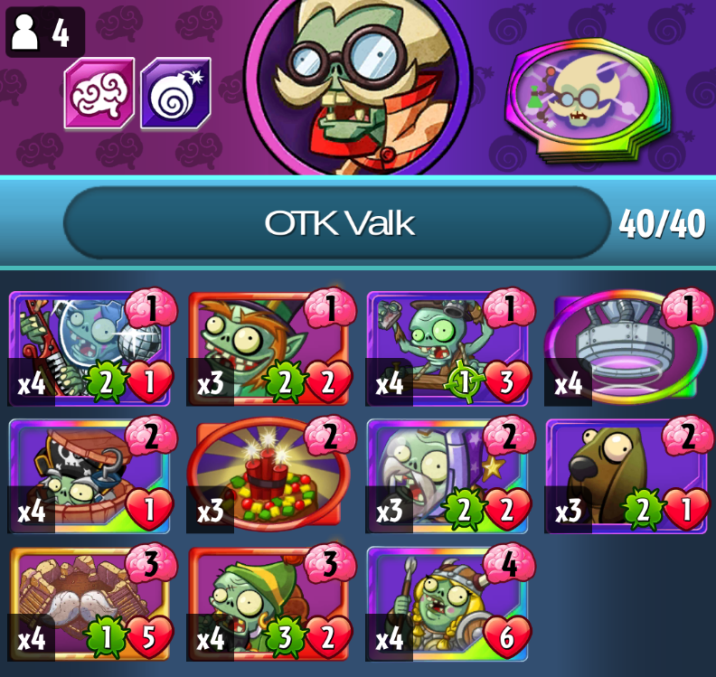 4
OTK Valk 40/40
1 1 1 1
x4 2 1 x3 2 2 x4 1 3 x4
2 2 2 2
x4 1 x3 x3 2 2 x3 2 1
3 3 4
x4 1 5 x4 3 2 x4 6